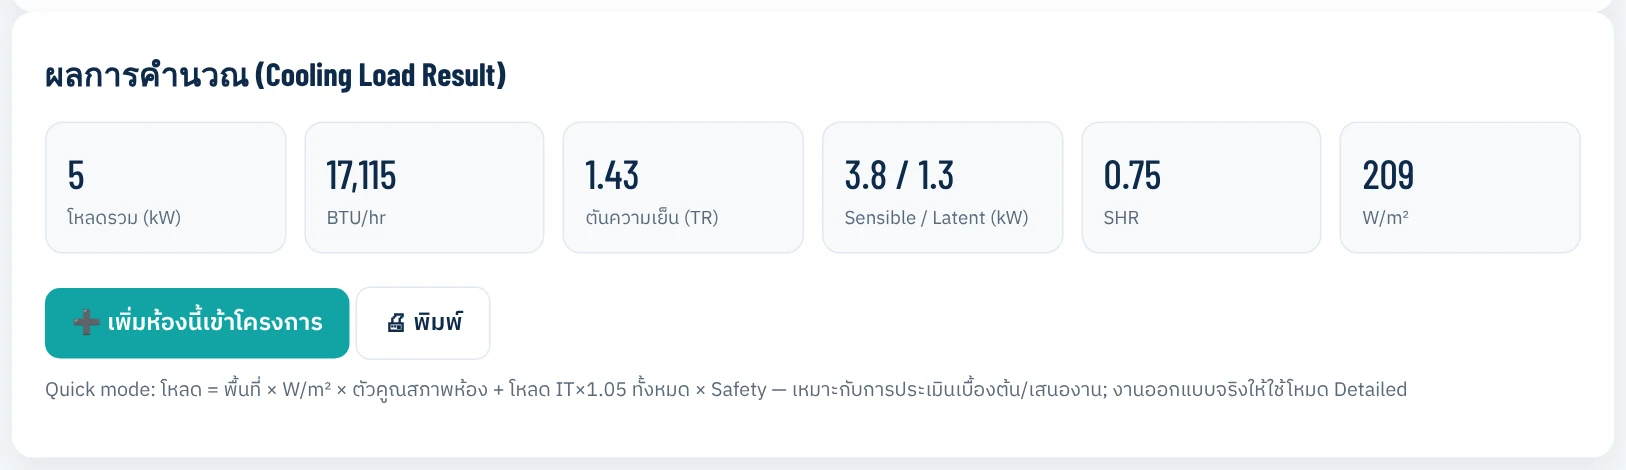 ผลการคำนวณ (Cooling Load Result)
5
โหลดรวม (kW)
17,115
BTU/hr
1.43
ตันความเย็น (TR)
3.8 / 1.3
Sensible / Latent (kW)
0.75
SHR
209
W/m²
➕ เพิ่มห้องนี้เข้าโครงการ
🖨 พิมพ์
Quick mode: โหลด = พื้นที่ × W/m² × ตัวคูณสภาพห้อง + โหลด IT×1.05 ทั้งหมด × Safety — เหมาะกับการประเมินเบื้องต้น/เสนองาน; งานออกแบบจริงให้ใช้โหมด Detailed